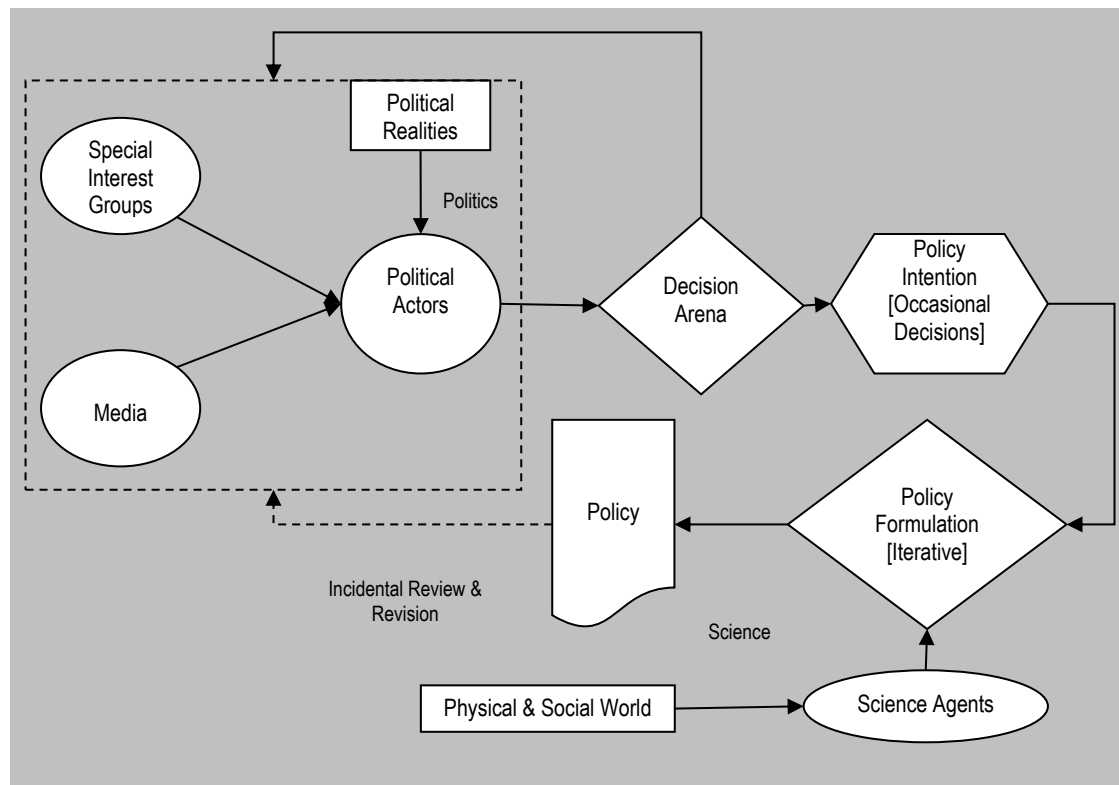 Political
Realities
Special
Interest
Groups
Politics
Political
Actors
Media
Decision
Arena
Policy
Intention
[Occasional
Decisions]
Policy
Formulation
[Iterative]
Policy
Incidental Review &
Revision
Science
Physical & Social World
Science Agents